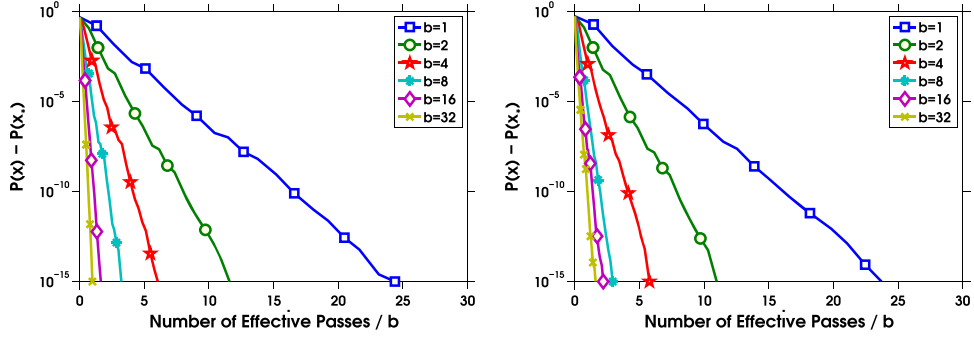 10^0
10^-5
10^-10
10^-15
P(x) − P(x*)
0 5 10 15 20 25 30
Number of Effective Passes / b
b=1
b=2
b=4
b=8
b=16
b=32
10^0
10^-5
10^-10
10^-15
P(x) − P(x*)
0 5 10 15 20 25 30
Number of Effective Passes / b
b=1
b=2
b=4
b=8
b=16
b=32